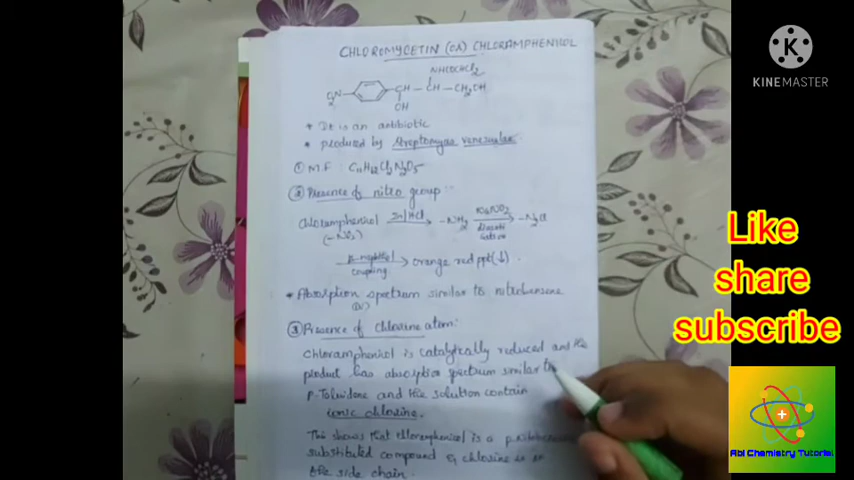 CHLOROMYCETIN (OR) CHLORAMPHENICOL
NHCOCHCl2
O2N CH — CH — CH2OH
OH
* It is an antibiotic
* produced by Streptomyces venezuelae
① M.F : C11H12Cl2N2O5
② Presence of nitro group :-
Chloramphenicol Sn/HCl → -NH2 NaNO2 → -N2Cl
(-NO2)
β-naphthol → orange red ppt(↓).
coupling
* Absorption spectrum similar to nitrobenzene
(UV)
③ Presence of chlorine atom:
Chloramphenicol is catalytically reduced and the
product has absorption spectrum similar to
p-Toluidine and the solution contain
ionic chlorine.
This shows that chloramphenicol is a
substituted compound & chlorine is in
the side chain.
K
KINEMASTER
Like
share
subscribe
Abi Chemistry Tutorial